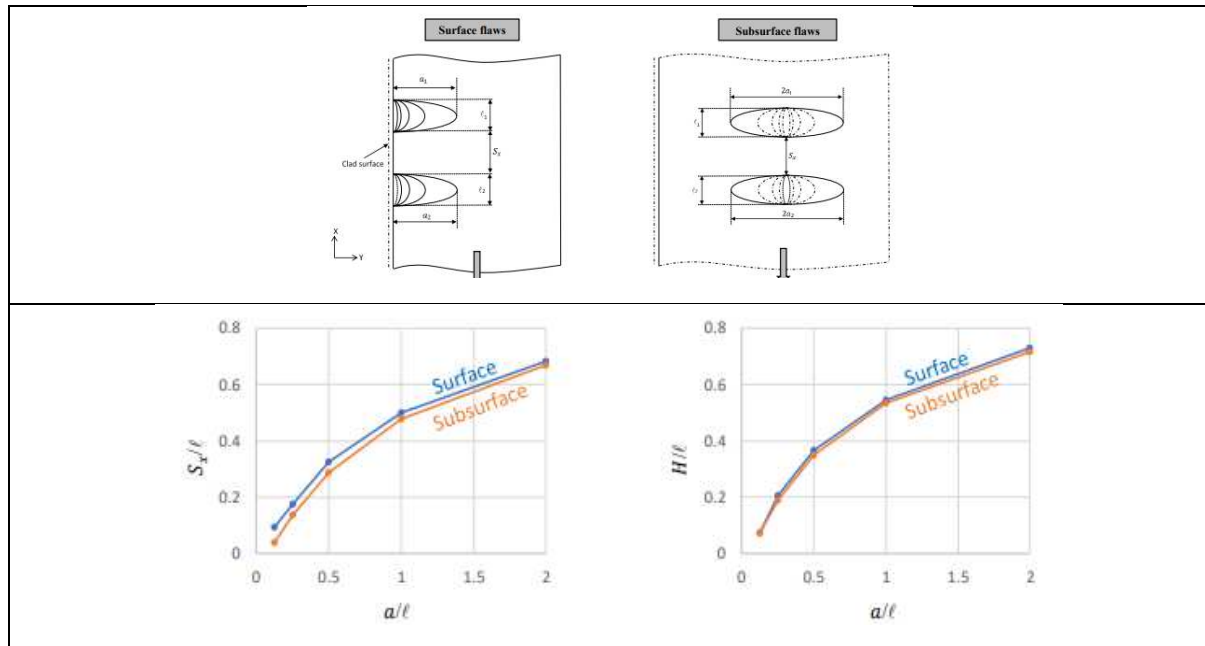 Surface flaws
Subsurface flaws
a₁
2a₁
ℓ₁
ℓ₁
Clad surface
Sₓ
Sₓ
ℓ₂
ℓ₂
a₂
2a₂
X
Y
0.8
0.6
0.4
0.2
0
Sₓ/ℓ
Surface
Subsurface
0 0.5 1 1.5 2
a/ℓ
0.8
0.6
0.4
0.2
0
H/ℓ
Surface
Subsurface
0 0.5 1 1.5 2
a/ℓ